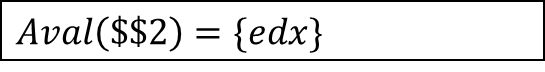 Aval($$2) = {edx}